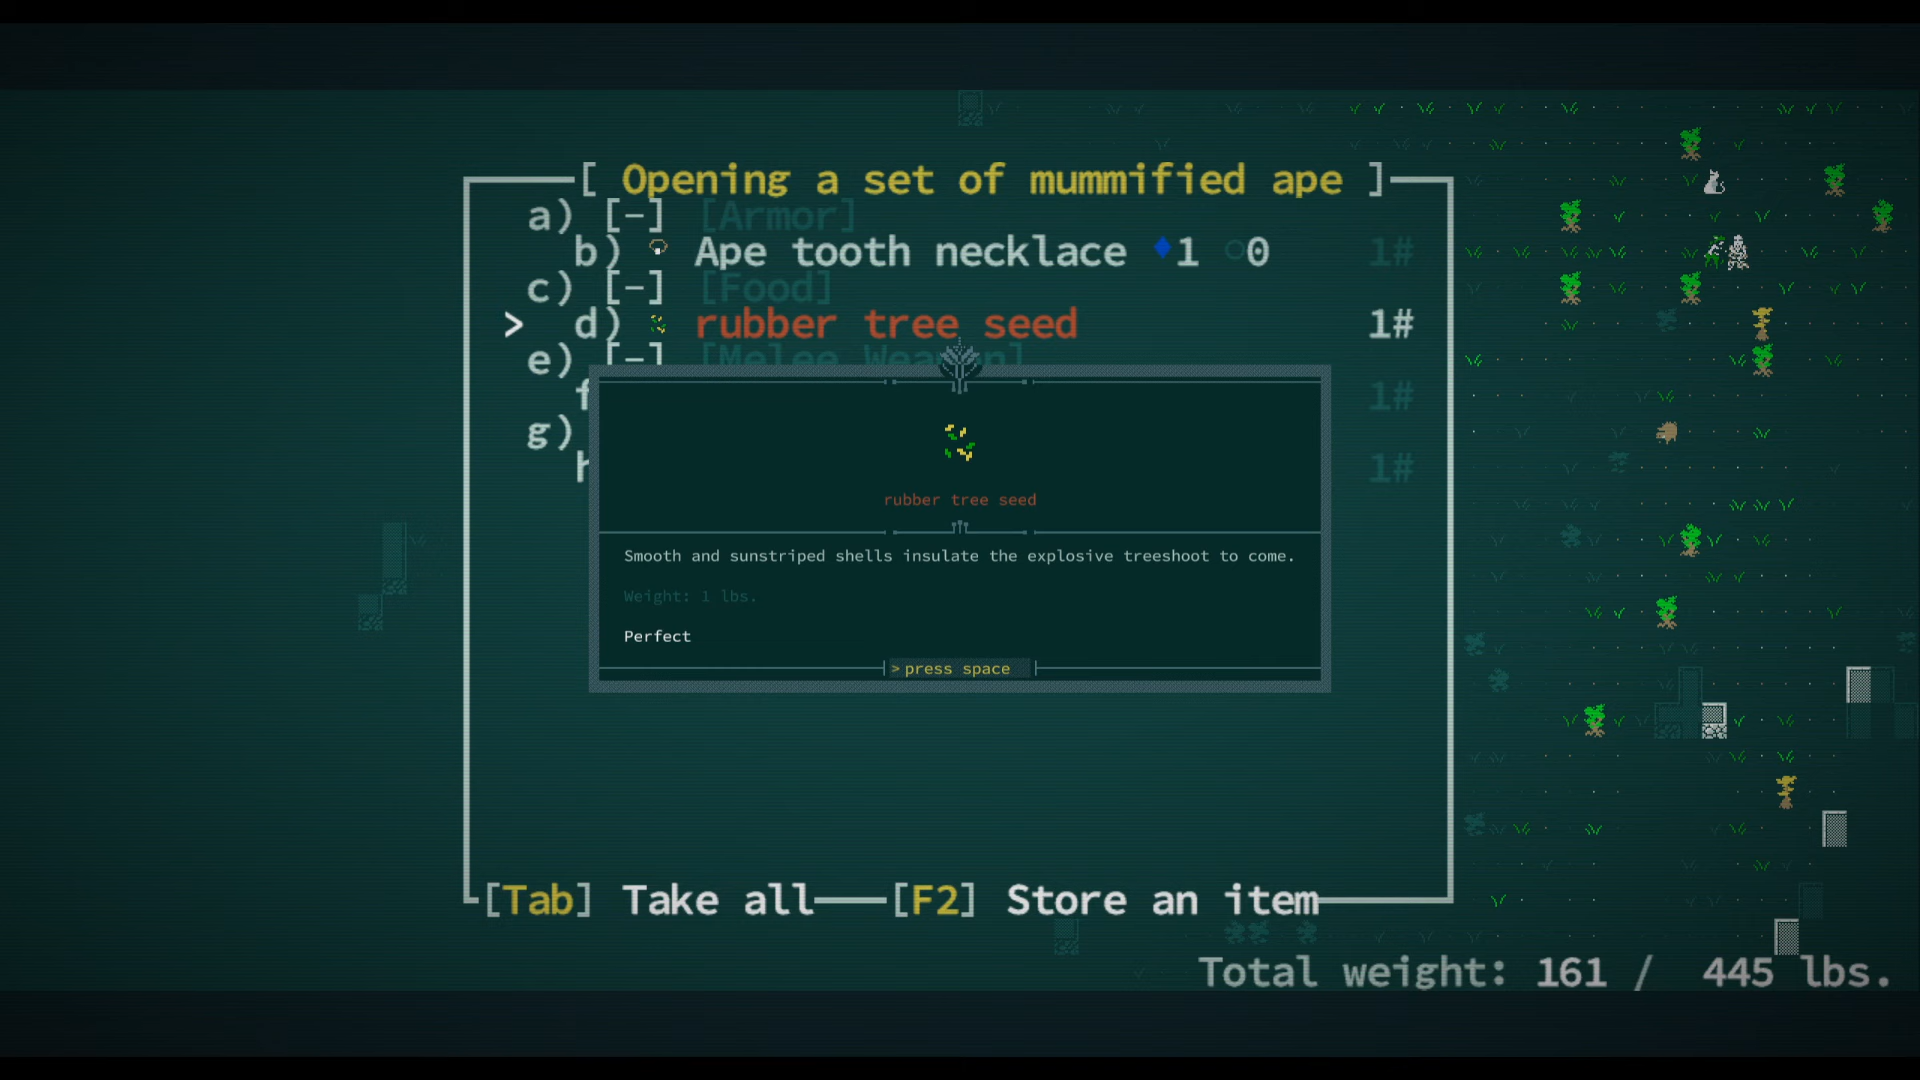 [ Opening a set of mummified ape ]
a) [-] [Armor]
b) Ape tooth necklace ♦1 ○0 1#
c) [-] [Food]
> d) rubber tree seed 1#
e) [-] [Melee Weapon]
f 1#
g)
h 1#
rubber tree seed
Smooth and sunstriped shells insulate the explosive treeshoot to come.
Weight: 1 lbs.
Perfect
> press space
[Tab] Take all [F2] Store an item
Total weight: 161 / 445 lbs.